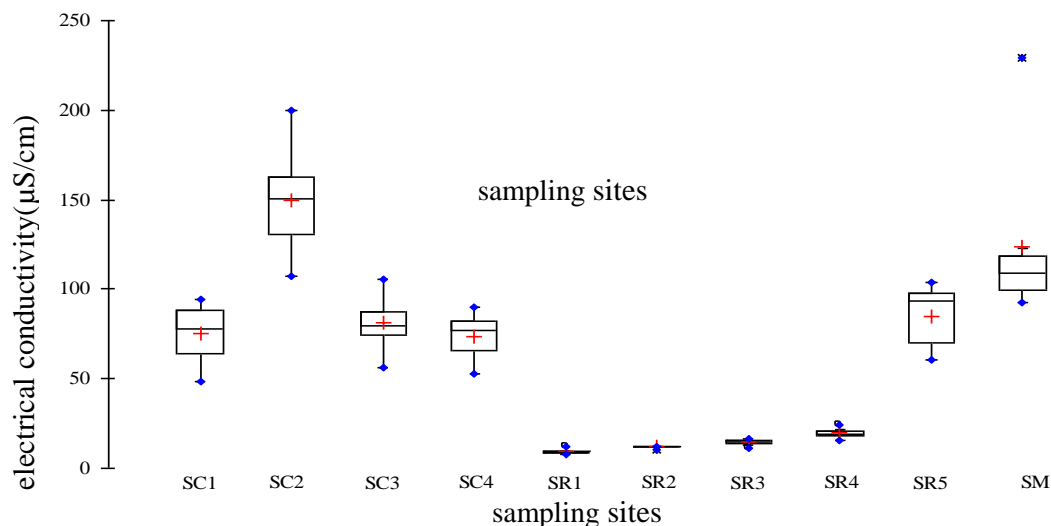 electrical conductivity(µS/cm)
250
200
150
100
50
0
sampling sites
SC1 SC2 SC3 SC4 SR1 SR2 SR3 SR4 SR5 SM
sampling sites